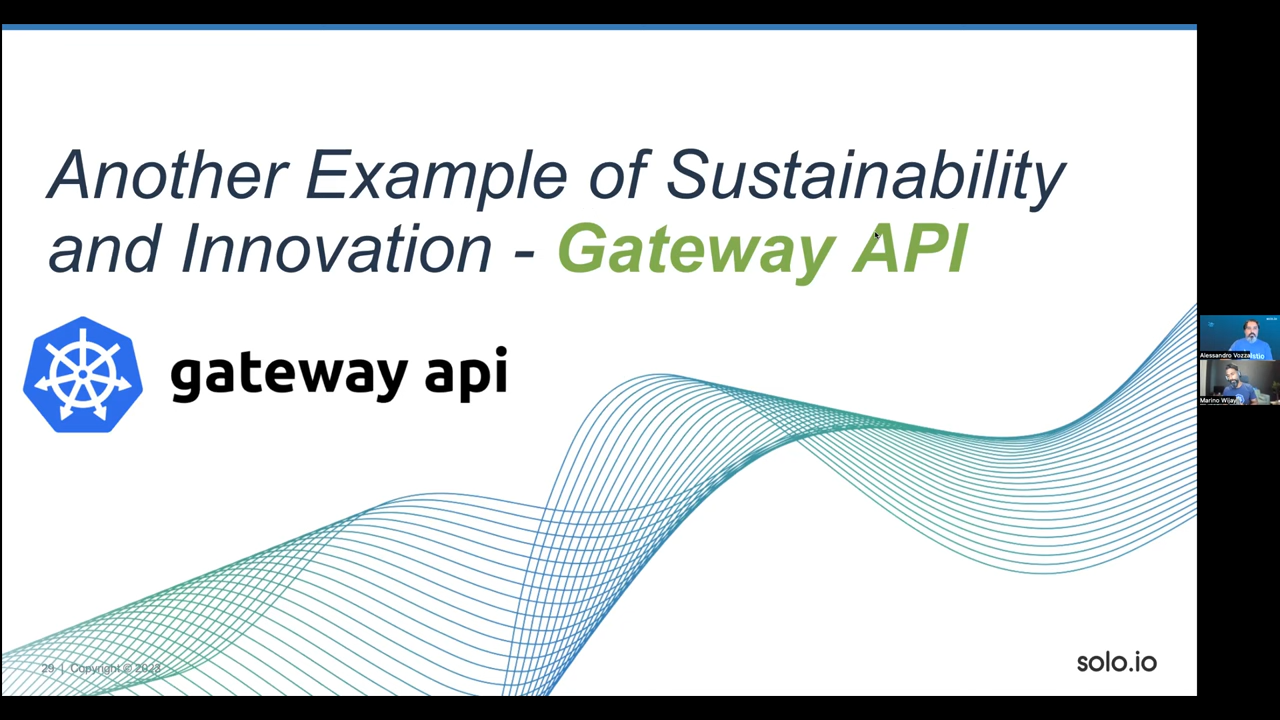 Another Example of Sustainability
and Innovation - Gateway API
gateway api
29 | Copyright © 2023
solo.io
Alessandro Vozza
Istio
Marino Wijay